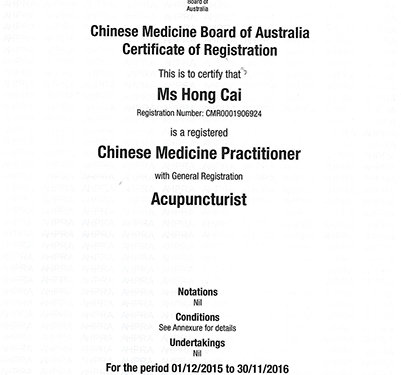 Board of
Australia
Chinese Medicine Board of Australia
Certificate of Registration
This is to certify that
Ms Hong Cai
Registration Number: CMR0001906924
is a registered
Chinese Medicine Practitioner
with General Registration
Acupuncturist
Notations
Nil
Conditions
See Annexure for details
Undertakings
Nil
For the period 01/12/2015 to 30/11/2016